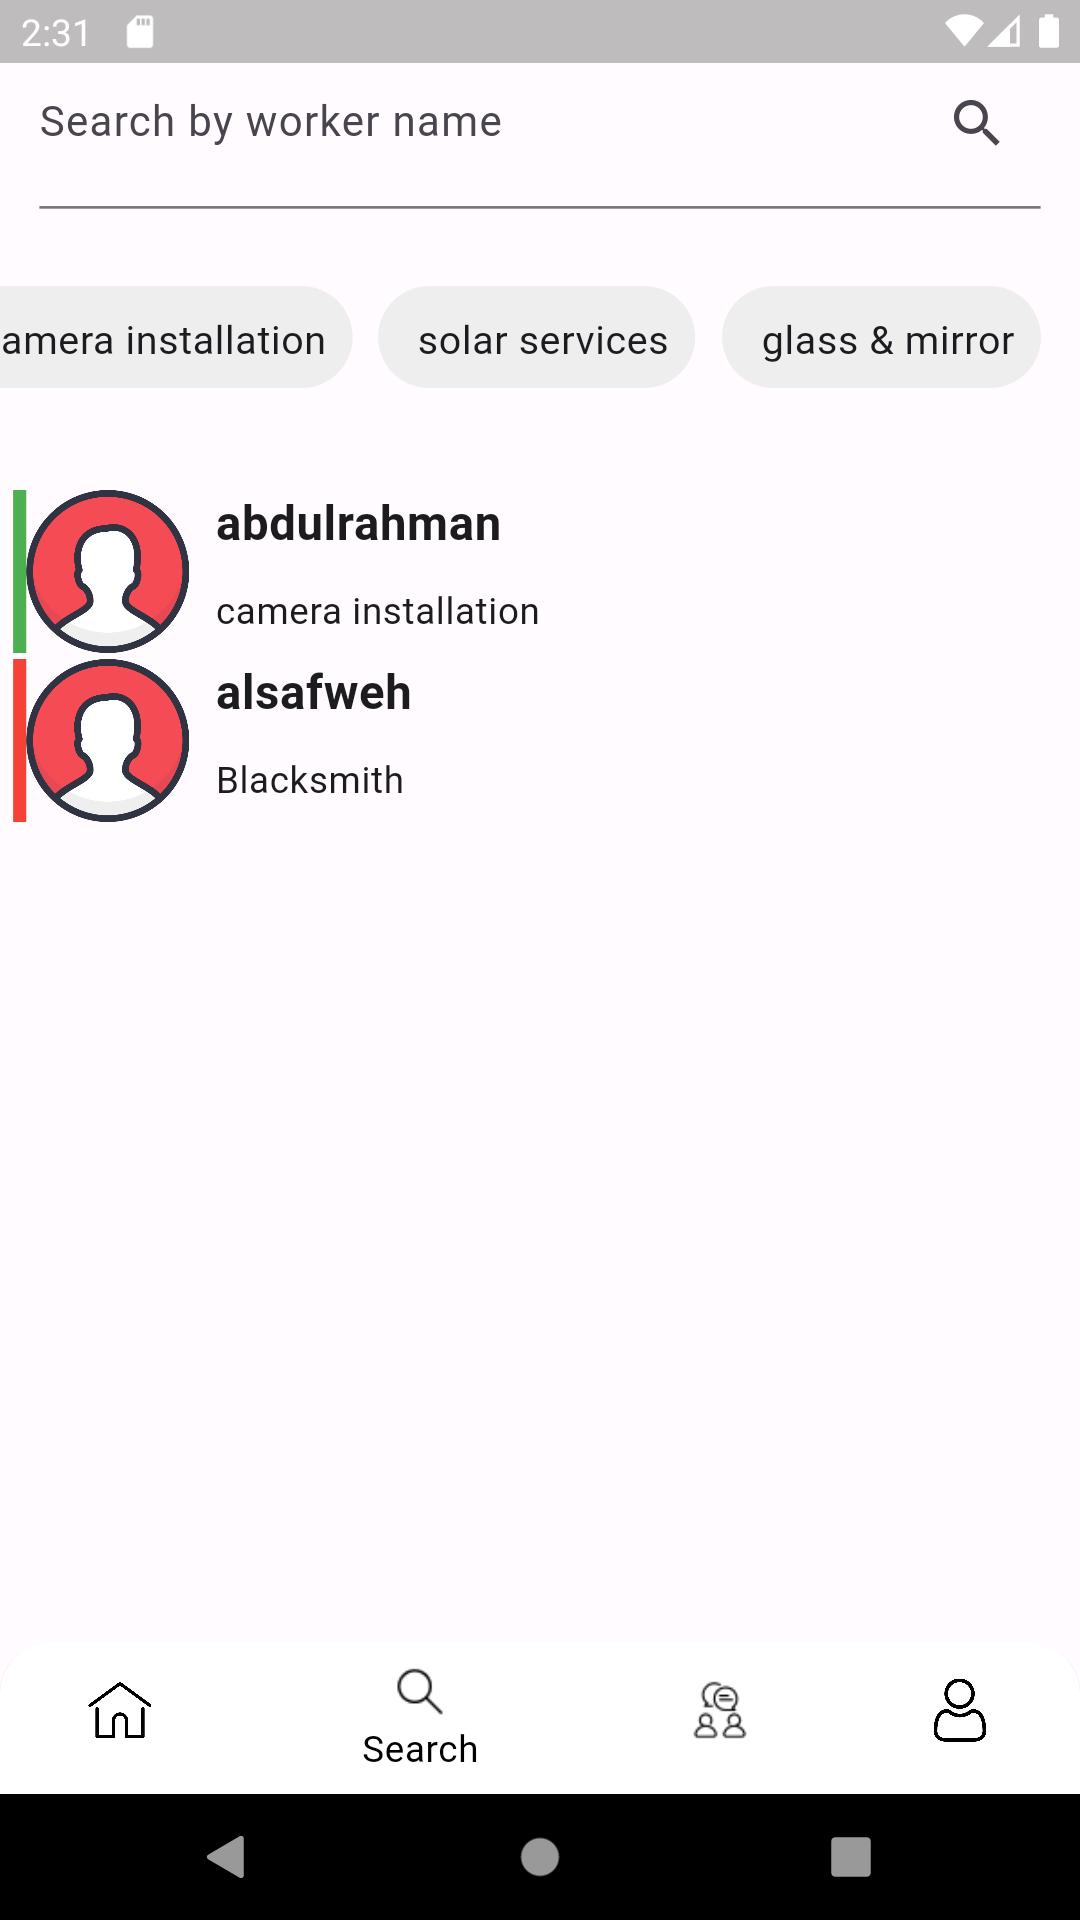 2:31
Search by worker name
amera installation solar services glass & mirror
abdulrahman
camera installation
alsafweh
Blacksmith
Search